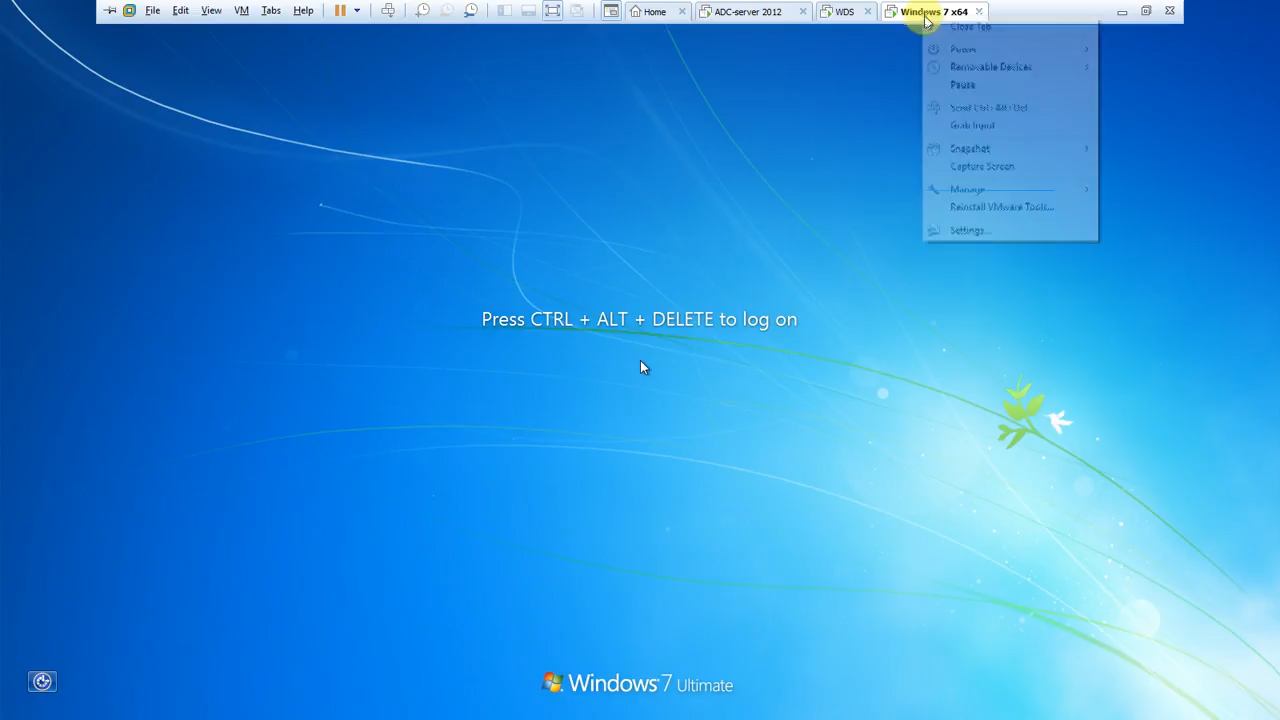 File Edit View VM Tabs Help Home ADC-server 2012 WDS Windows 7 x64
Close Tab
Power
Removable Devices
Pause
Send Ctrl+Alt+Del
Grab Input
Snapshot
Capture Screen
Manage
Reinstall VMware Tools...
Settings...
Press CTRL + ALT + DELETE to log on
Windows 7 Ultimate